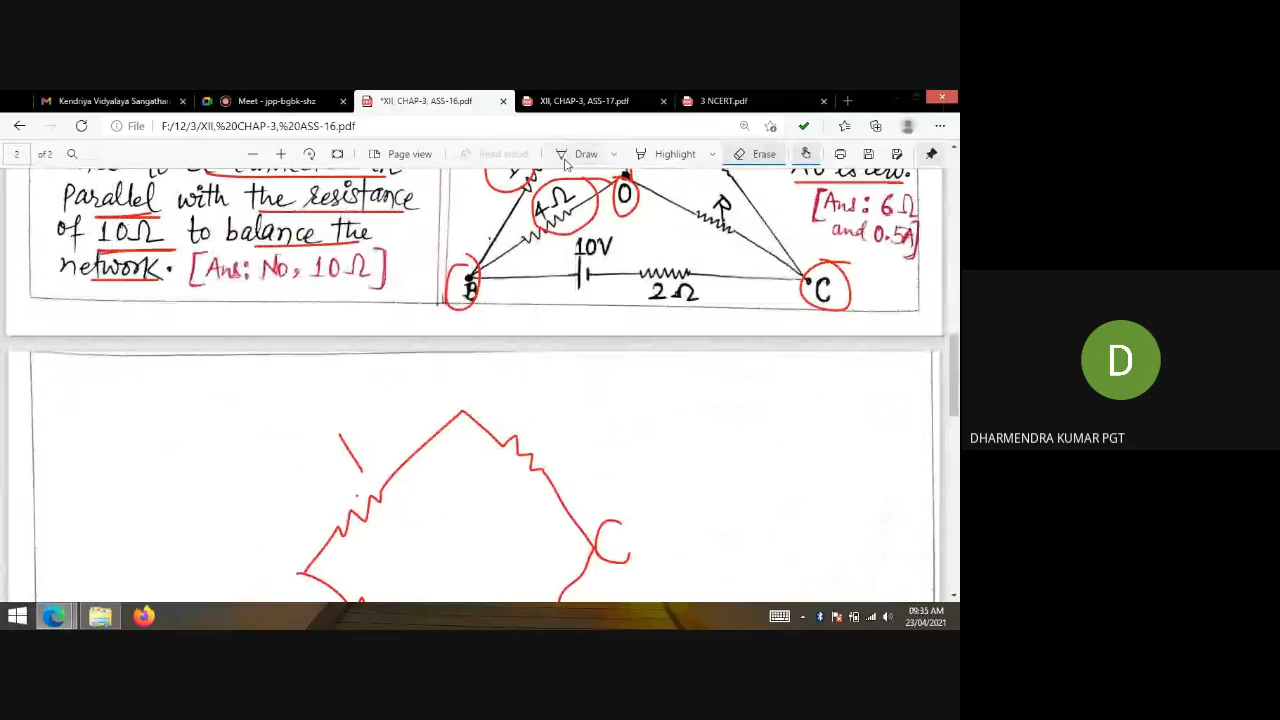 Kendriya Vidyalaya Sangathan
Meet - jpp-bgbk-shz
*XII, CHAP-3, ASS-16.pdf
XII, CHAP-3, ASS-17.pdf
3 NCERT.pdf
File
F:/12/3/XII,%20CHAP-3,%20ASS-16.pdf
2
of 2
Page view
Read aloud
Draw
Highlight
Erase
Parallel with the resistance
of 10Ω to balance the
network. [Ans: No, 10Ω]
4Ω
O
R
10V
2Ω
B
C
is zero.
[Ans: 6Ω
and 0.5A]
C
D
DHARMENDRA KUMAR PGT
09:35 AM
23/04/2021